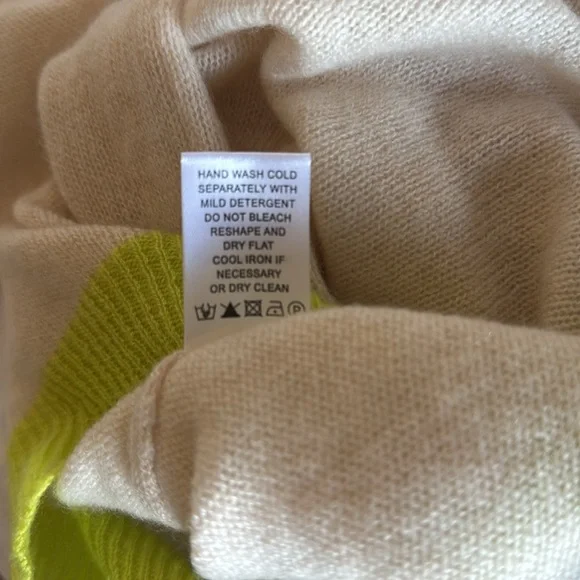 HAND WASH COLD
SEPARATELY WITH
MILD DETERGENT
DO NOT BLEACH
RESHAPE AND
DRY FLAT
COOL IRON IF
NECESSARY
OR DRY CLEAN
P